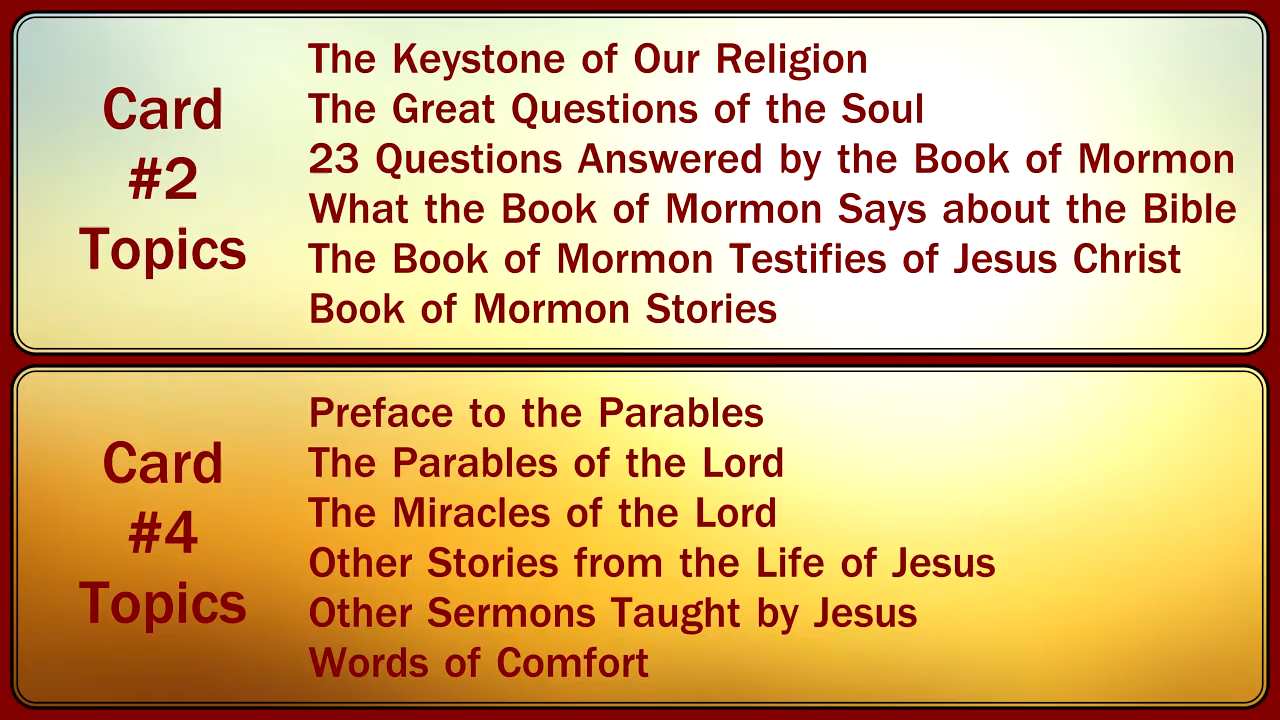 Card
#2
Topics
The Keystone of Our Religion
The Great Questions of the Soul
23 Questions Answered by the Book of Mormon
What the Book of Mormon Says about the Bible
The Book of Mormon Testifies of Jesus Christ
Book of Mormon Stories
Card
#4
Topics
Preface to the Parables
The Parables of the Lord
The Miracles of the Lord
Other Stories from the Life of Jesus
Other Sermons Taught by Jesus
Words of Comfort